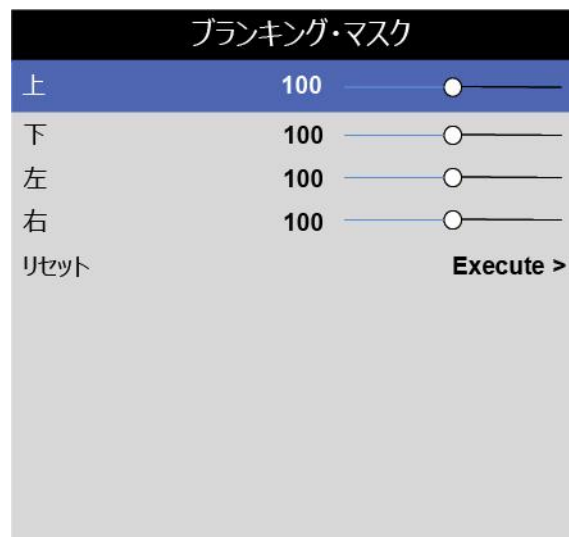 ブランキング・マスク
上 100
下 100
左 100
右 100
リセット Execute >